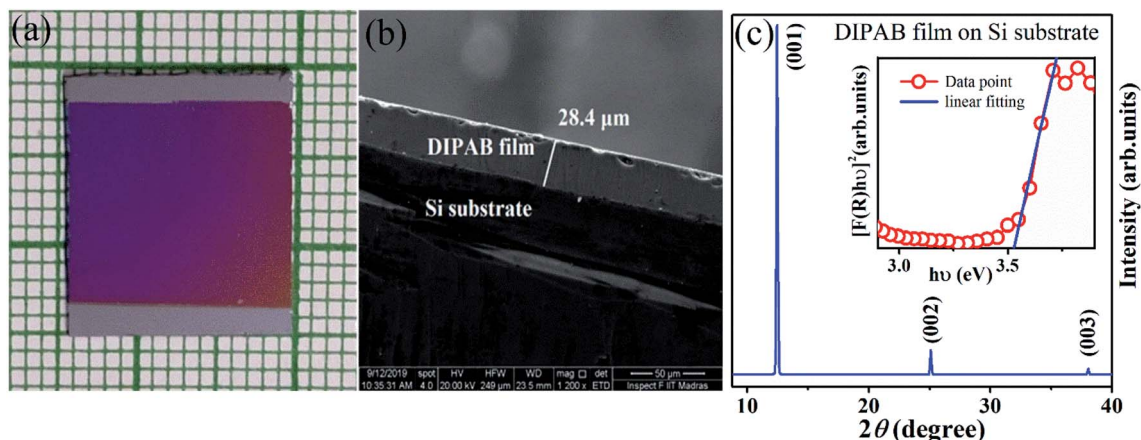 (a)
(b)
28.4 μm
DIPAB film
Si substrate
9/12/2019 spot HV HFW WD mag □ det 50 μm
10:35:31 AM 4.0 20.00 kV 249 μm 23.5 mm 1 200 x ETD Inspect F IIT Madras
(c)
(001)
DIPAB film on Si substrate
Data point
linear fitting
[F(R)hυ]²(arb.units)
3.0 3.5
hυ (eV)
(002)
(003)
Intensity (arb.units)
10 20 30 40
2θ (degree)